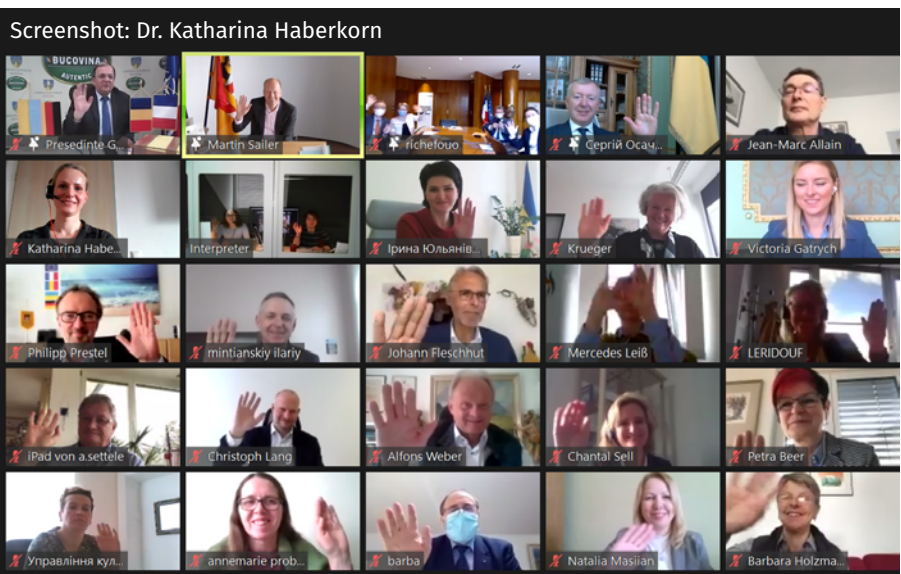 Screenshot: Dr. Katharina Haberkorn
BUCOVINA
AUTENTIC
Presedinte G...
Martin Sailer
richefouo
Сергій Осач...
Jean-Marc Allain
Katharina Habe...
Interpreter
Ірина Юльянів...
Krueger
Victoria Gatrych
Philipp Prestel
mintianskiy ilariy
Johann Fleschhut
Mercedes Leiß
LERIDOUF
iPad von a.settele
Christoph Lang
Alfons Weber
Chantal Sell
Petra Beer
Управління кул...
annemarie prob...
barba
Natalia Masiian
Barbara Holzma...